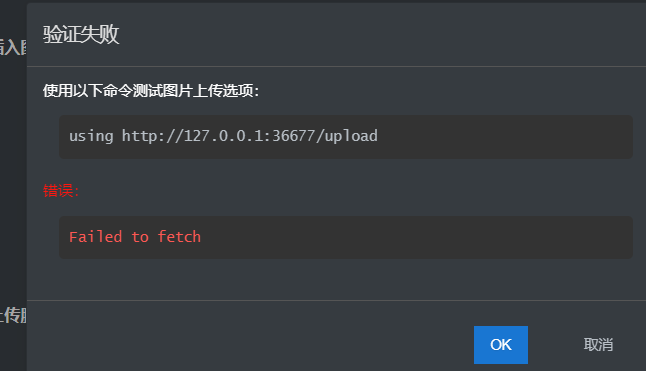 验证失败
插入图
使用以下命令测试图片上传选项：
using http://127.0.0.1:36677/upload
错误：
Failed to fetch
上传服
OK
取消